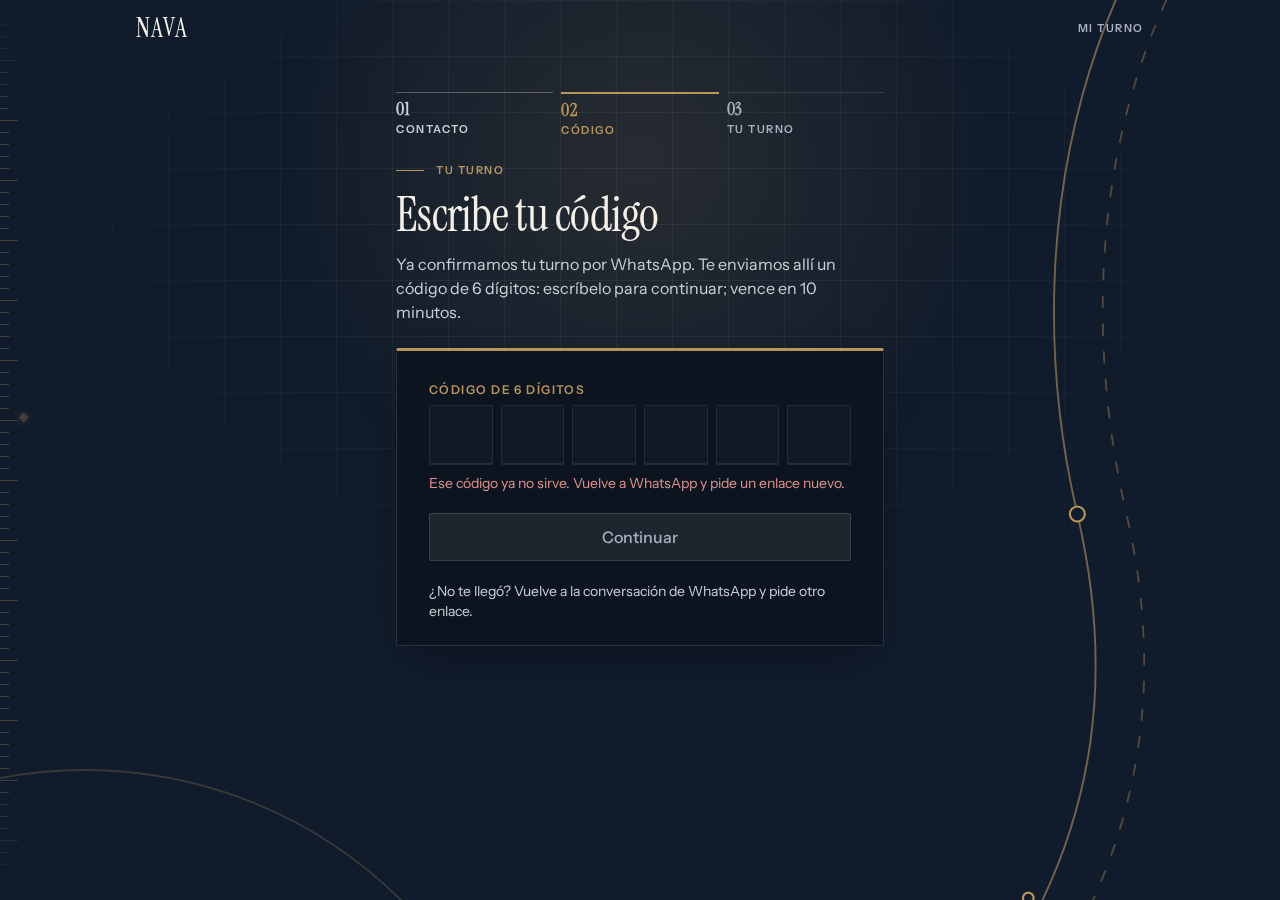 NAVA
MI TURNO
01
CONTACTO
02
CÓDIGO
03
TU TURNO
TU TURNO
Escribe tu código
Ya confirmamos tu turno por WhatsApp. Te enviamos allí un
código de 6 dígitos: escríbelo para continuar; vence en 10
minutos.
CÓDIGO DE 6 DÍGITOS
Ese código ya no sirve. Vuelve a WhatsApp y pide un enlace nuevo.
Continuar
¿No te llegó? Vuelve a la conversación de WhatsApp y pide otro
enlace.